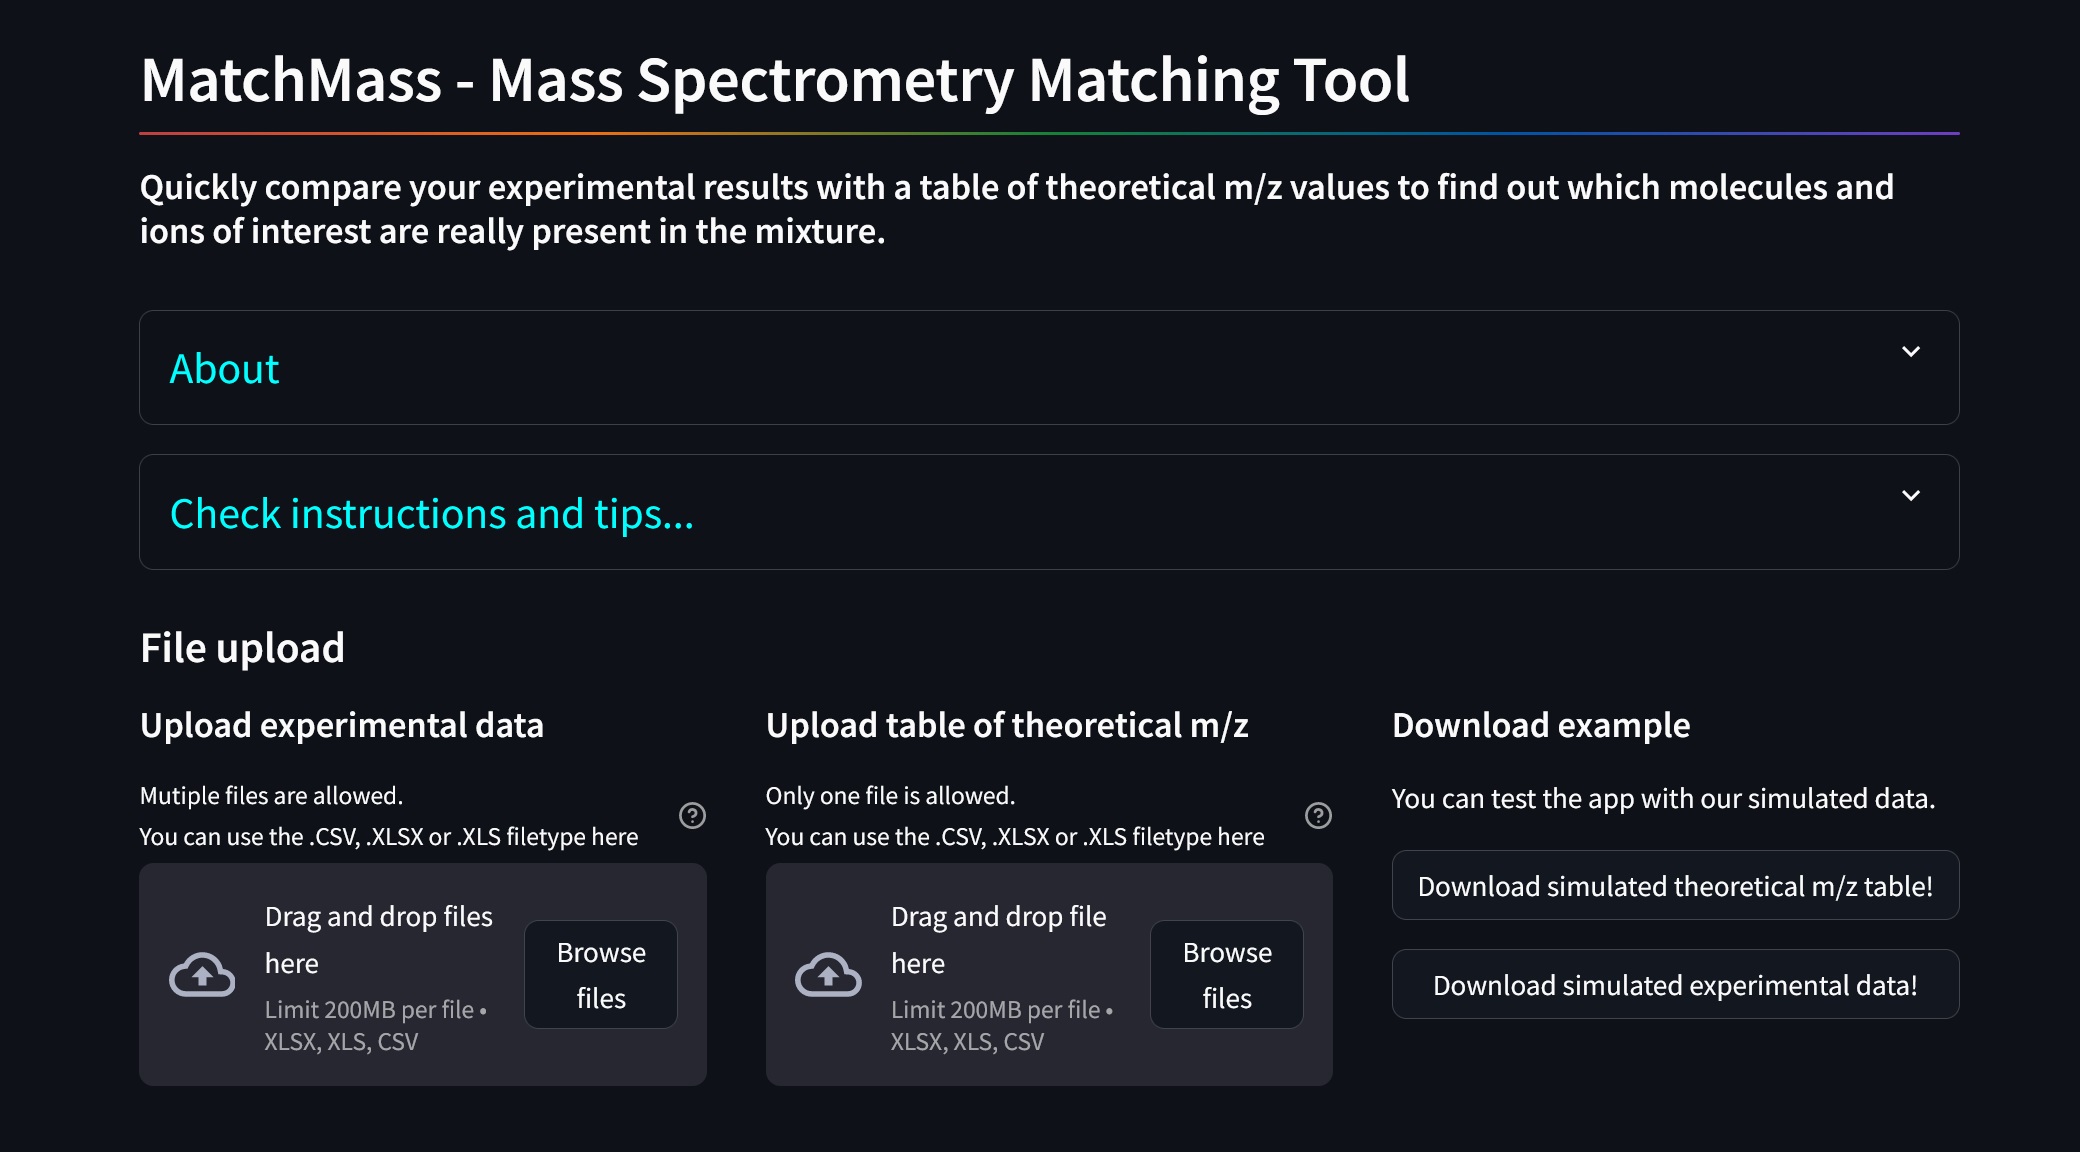 MatchMass - Mass Spectrometry Matching Tool
Quickly compare your experimental results with a table of theoretical m/z values to find out which molecules and
ions of interest are really present in the mixture.
About
Check instructions and tips...
File upload
Upload experimental data
Mutiple files are allowed.
You can use the .CSV, .XLSX or .XLS filetype here
Drag and drop files
here
Limit 200MB per file •
XLSX, XLS, CSV
Browse
files
Upload table of theoretical m/z
Only one file is allowed.
You can use the .CSV, .XLSX or .XLS filetype here
Drag and drop file
here
Limit 200MB per file •
XLSX, XLS, CSV
Browse
files
Download example
You can test the app with our simulated data.
Download simulated theoretical m/z table!
Download simulated experimental data!